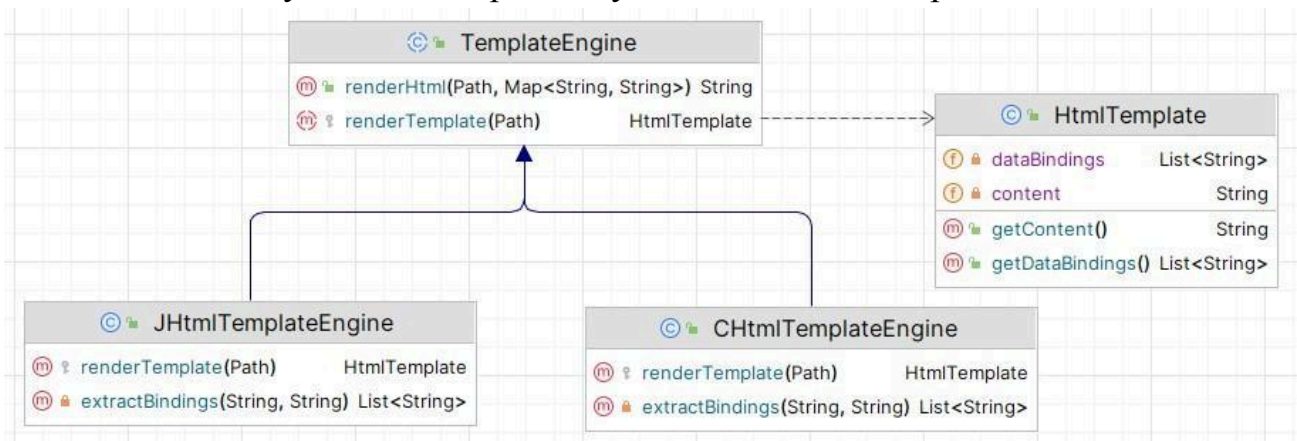 TemplateEngine
renderHtml(Path, Map<String, String>) String
renderTemplate(Path) HtmlTemplate
HtmlTemplate
dataBindings List<String>
content String
getContent() String
getDataBindings() List<String>
JHtmlTemplateEngine
renderTemplate(Path) HtmlTemplate
extractBindings(String, String) List<String>
CHtmlTemplateEngine
renderTemplate(Path) HtmlTemplate
extractBindings(String, String) List<String>